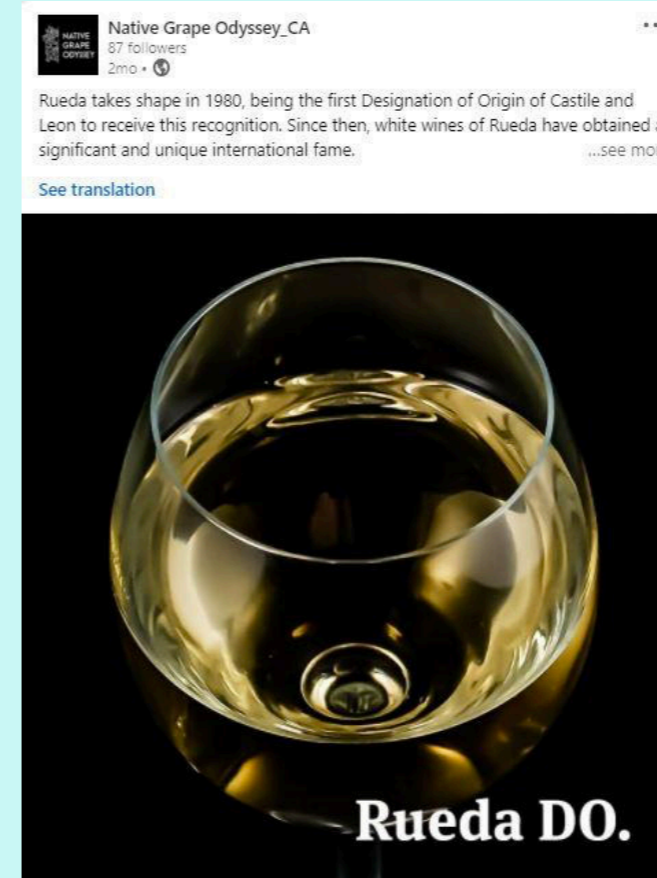 NATIVE
GRAPE
ODYSSEY
Native Grape Odyssey_CA
87 followers
2mo •
Rueda takes shape in 1980, being the first Designation of Origin of Castile and
Leon to receive this recognition. Since then, white wines of Rueda have obtained
significant and unique international fame. ...see mor
See translation
Rueda DO.